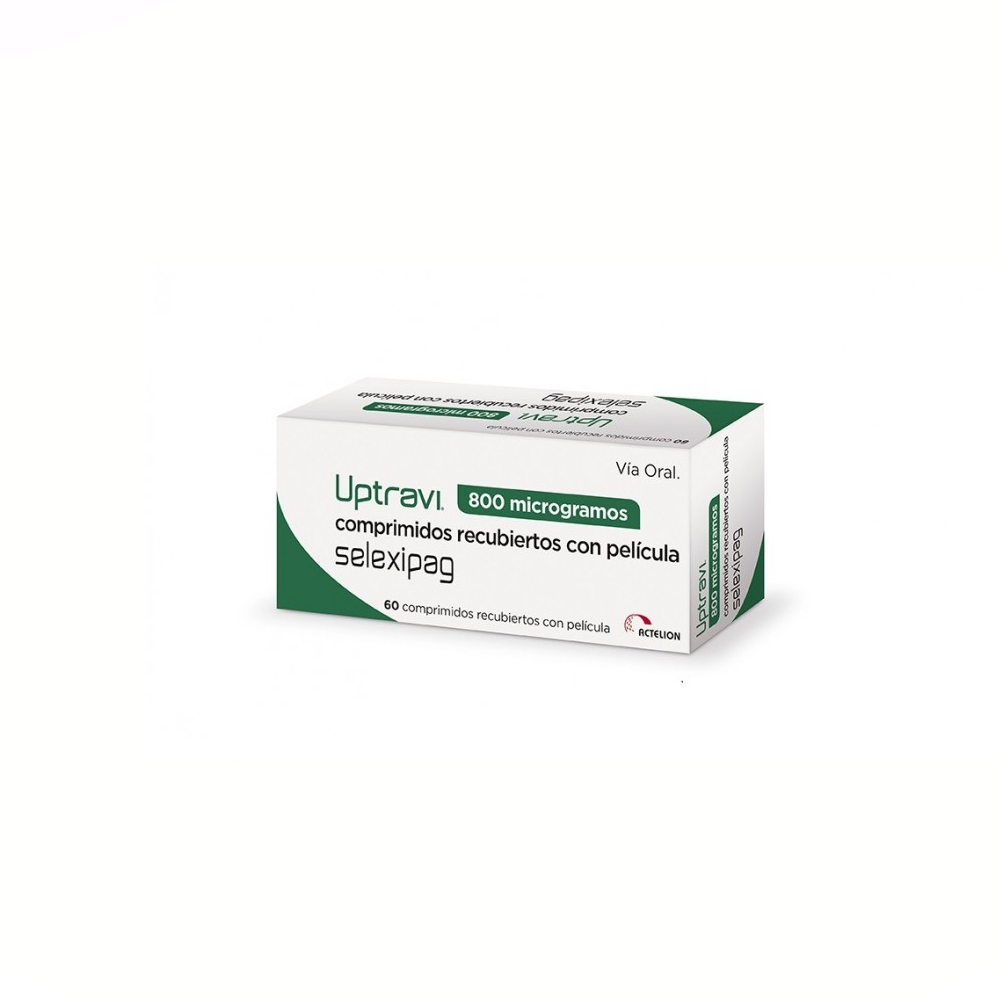 selexipag
comprimidos recubiertos con película
Uptravi. 800 microgramos
60 comprimidos recubiertos con película
Vía Oral.
Uptravi. 800 microgramos
comprimidos recubiertos con película
selexipag
60 comprimidos recubiertos con película
ACTELION
Uptravi. 800 microgramos
comprimidos recubiertos con película
selexipag